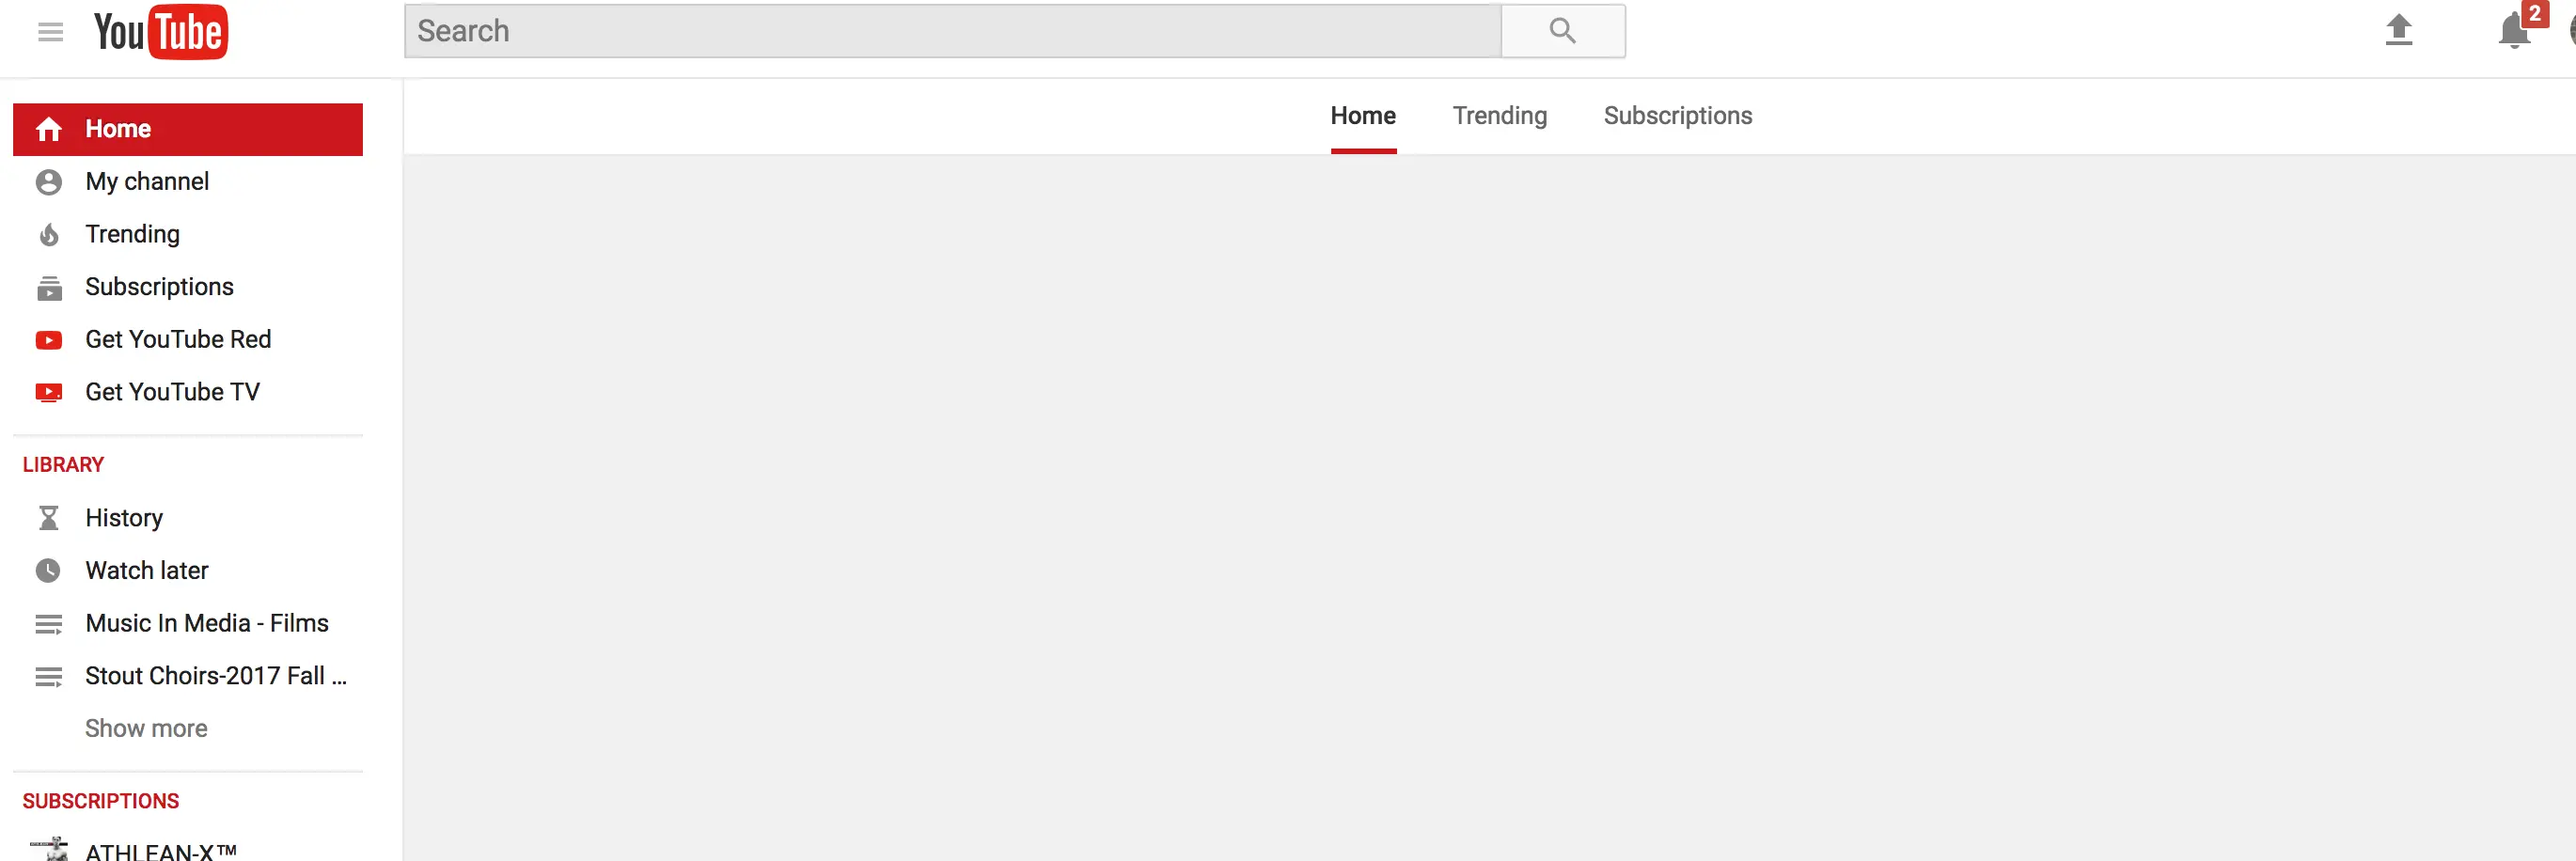 YouTube
Search
2
Home Trending Subscriptions
Home
My channel
Trending
Subscriptions
Get YouTube Red
Get YouTube TV
LIBRARY
History
Watch later
Music In Media - Films
Stout Choirs-2017 Fall ...
Show more
SUBSCRIPTIONS
ATHLEAN-X™